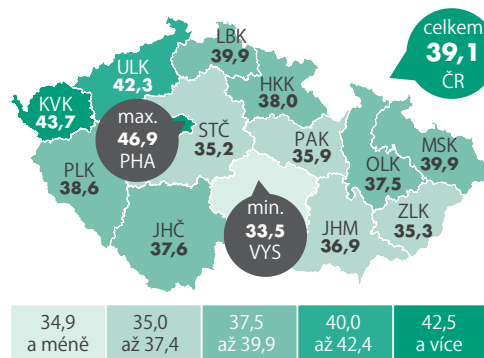 celkem
39,1
ČR
LBK
39,9
ULK
42,3
HKK
38,0
KVK
43,7
max.
46,9
PHA
STČ
35,2
PAK
35,9
MSK
39,9
OLK
37,5
PLK
38,6
JHČ
37,6
min.
33,5
VYS
JHM
36,9
ZLK
35,3
34,9
a méně
35,0
až 37,4
37,5
až 39,9
40,0
až 42,4
42,5
a více